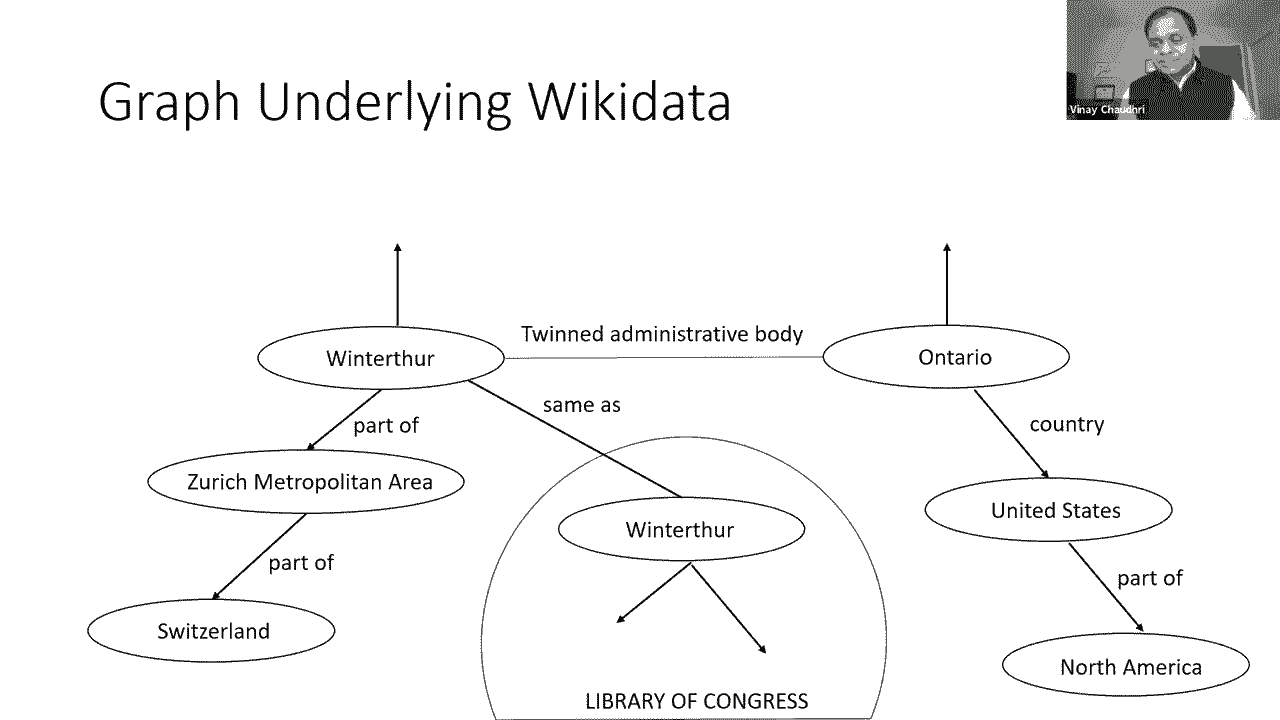 Vinay Chaudhri
Graph Underlying Wikidata
Twinned administrative body
Winterthur
Ontario
same as
part of
country
Zurich Metropolitan Area
United States
Winterthur
part of
part of
Switzerland
North America
LIBRARY OF CONGRESS